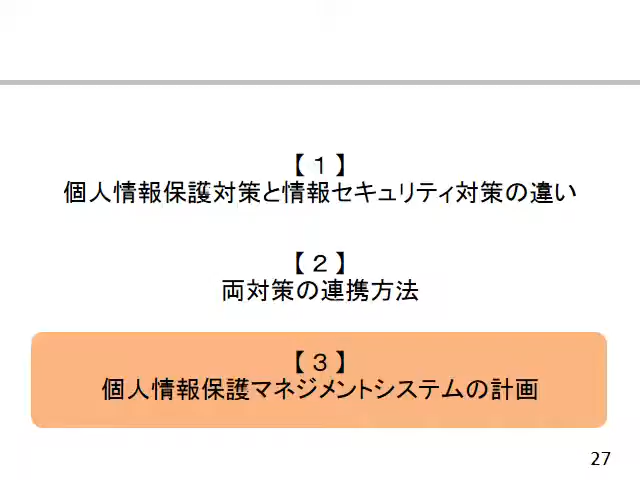 【１】
個人情報保護対策と情報セキュリティ対策の違い
【２】
両対策の連携方法
【３】
個人情報保護マネジメントシステムの計画
27